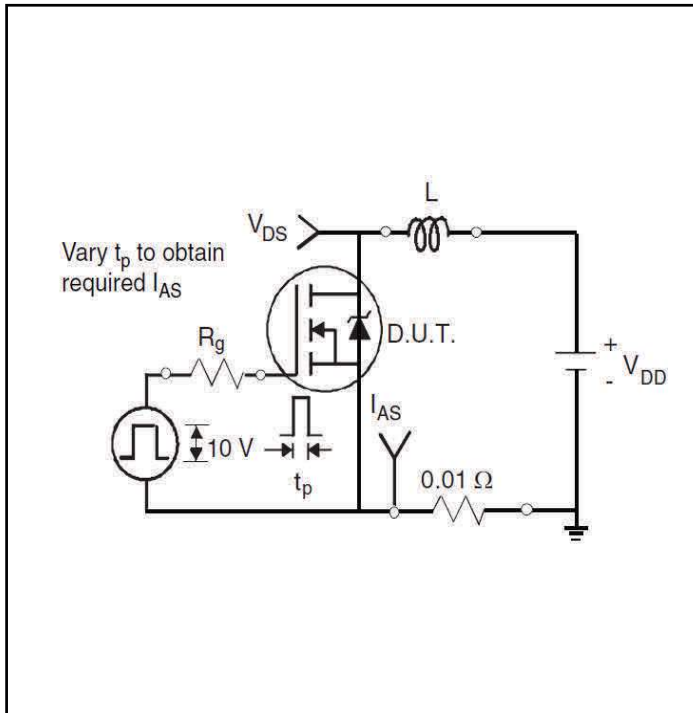 L
V_DS
Vary t_p to obtain
required I_AS
R_g
D.U.T.
+
V_DD
-
I_AS
10 V
t_p
0.01 Ω